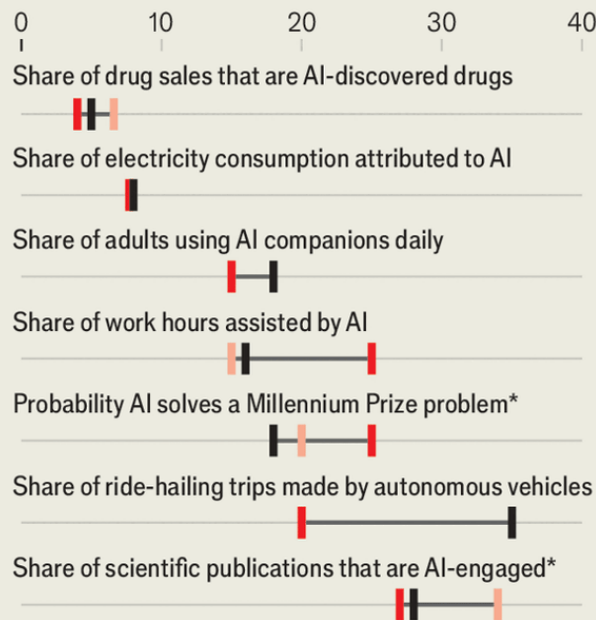 0 10 20 30 40
Share of drug sales that are AI-discovered drugs
Share of electricity consumption attributed to AI
Share of adults using AI companions daily
Share of work hours assisted by AI
Probability AI solves a Millennium Prize problem*
Share of ride-hailing trips made by autonomous vehicles
Share of scientific publications that are AI-engaged*